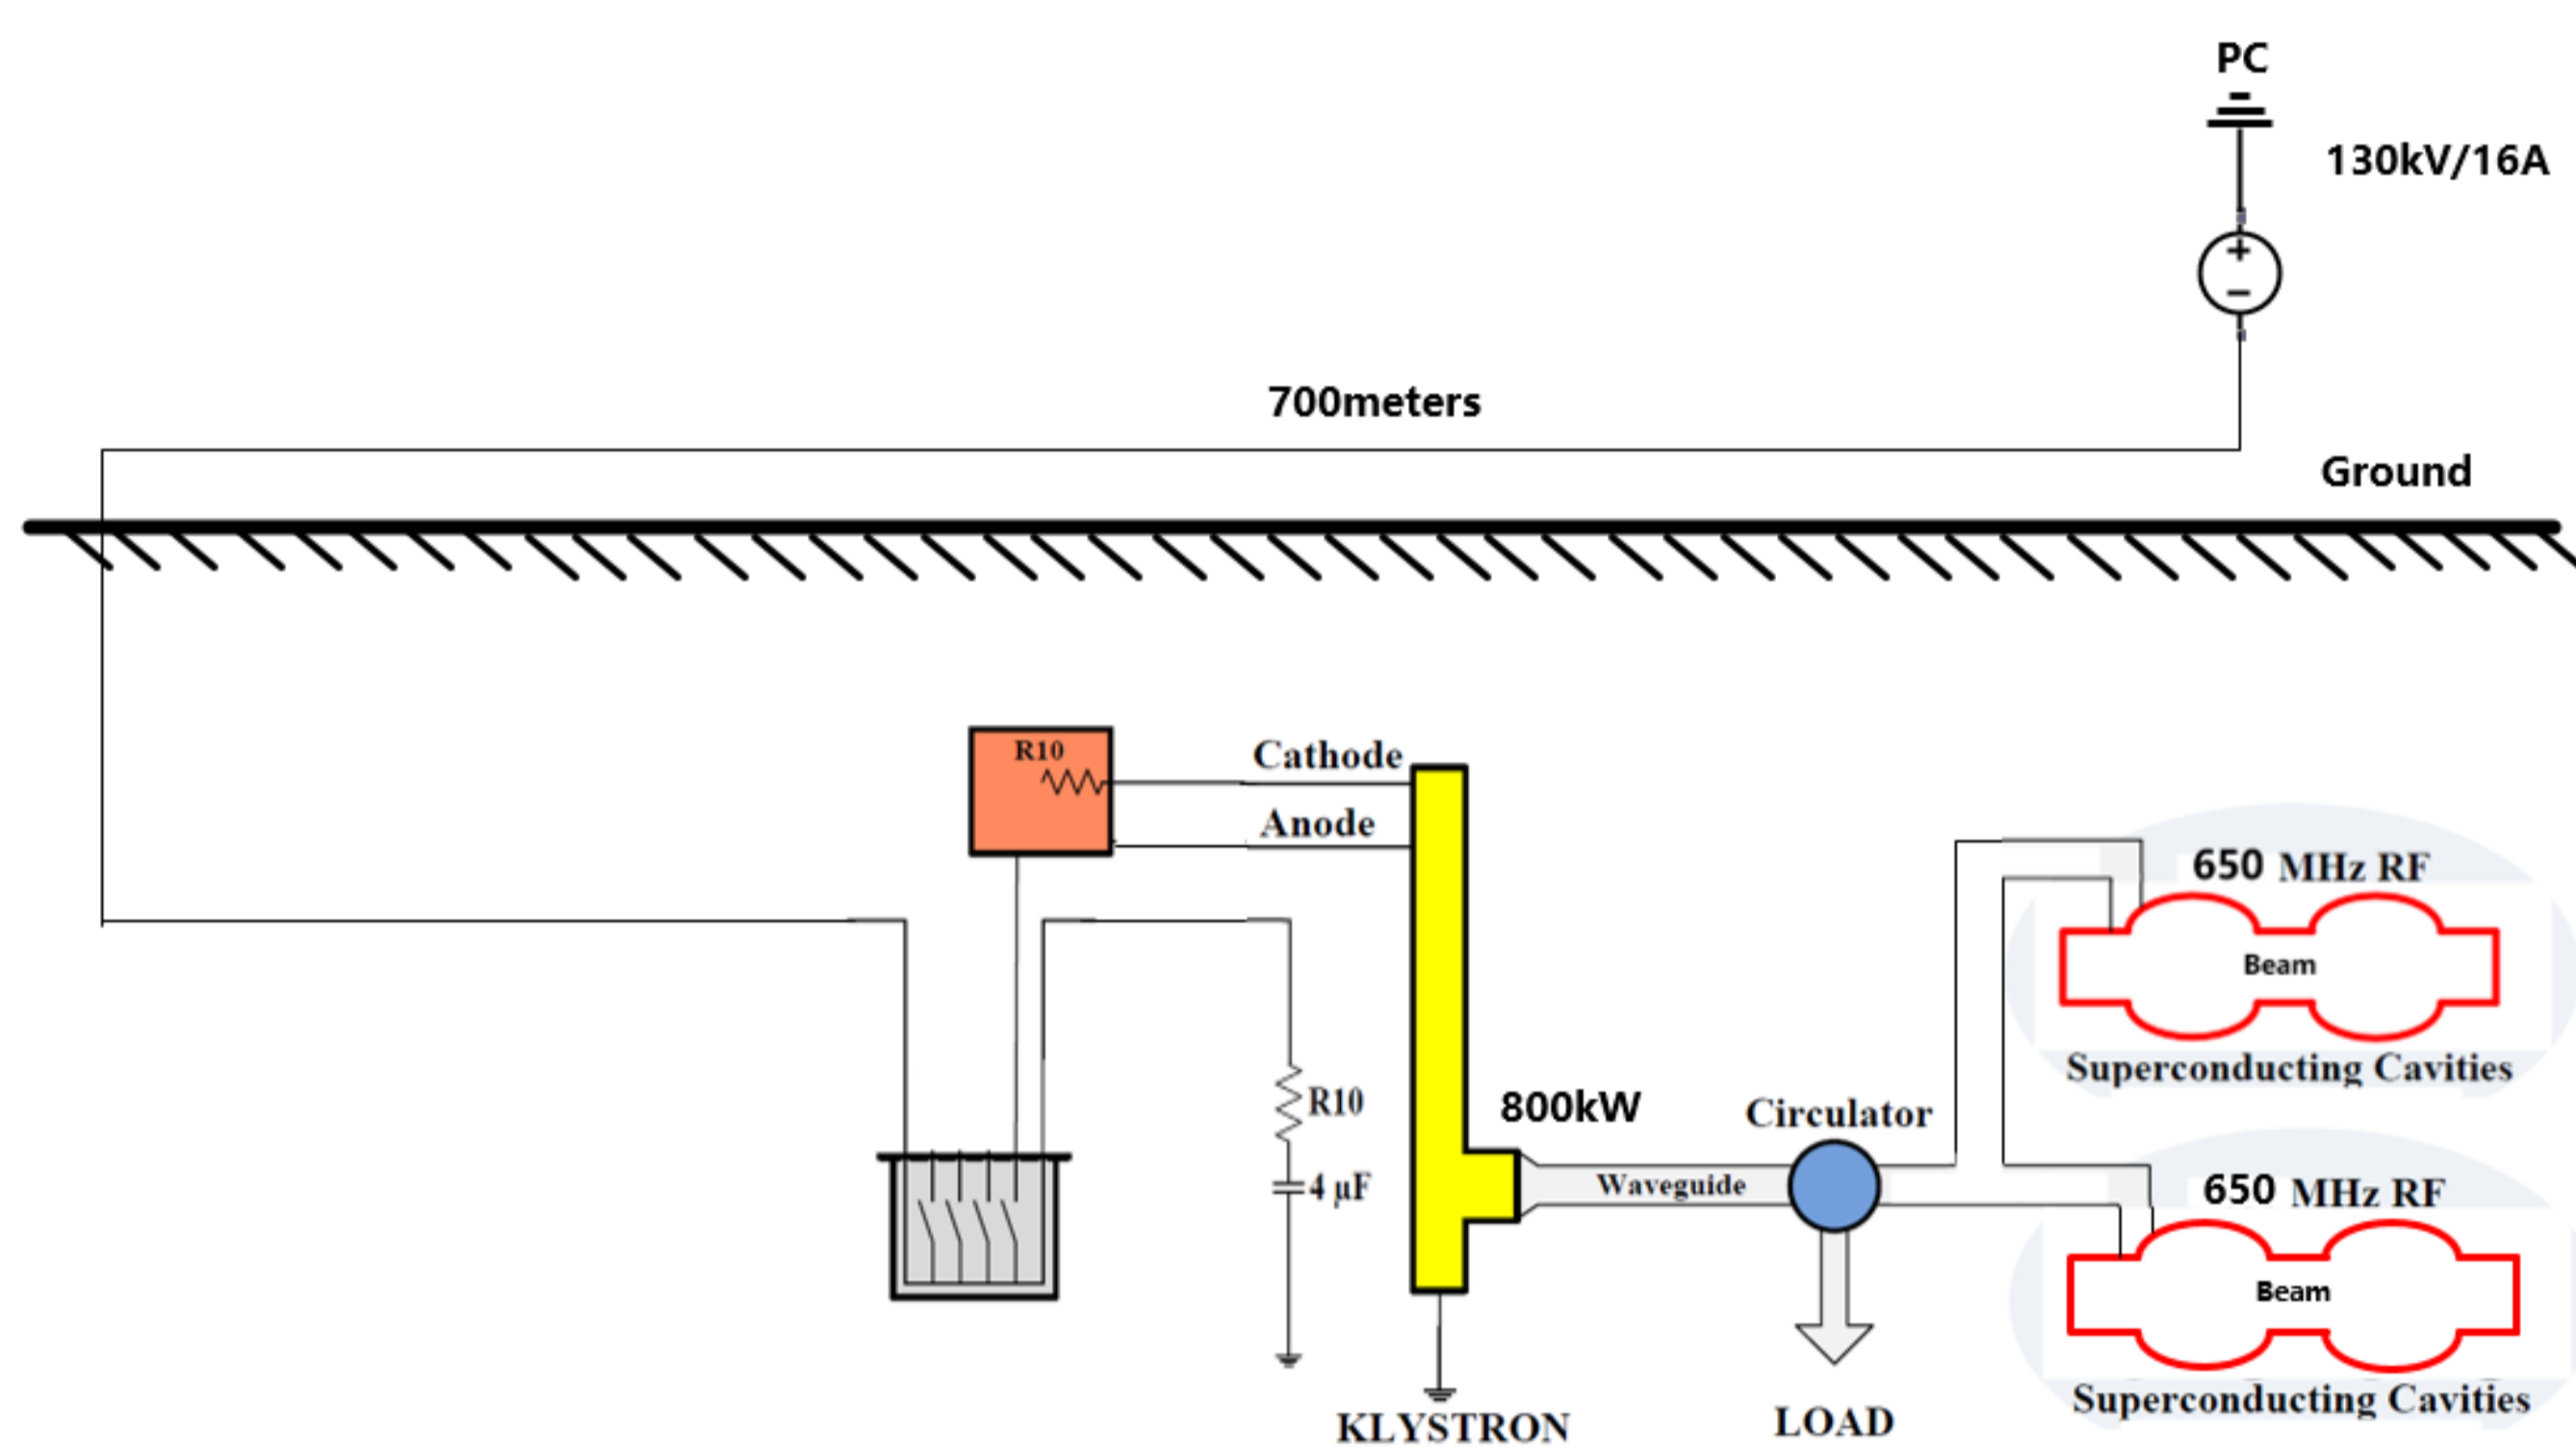 PC
130kV/16A
+
−
700meters
Ground
R10
Cathode
Anode
650 MHz RF
Beam
Superconducting Cavities
R10
4 μF
800kW
Waveguide
Circulator
650 MHz RF
Beam
Superconducting Cavities
KLYSTRON
LOAD